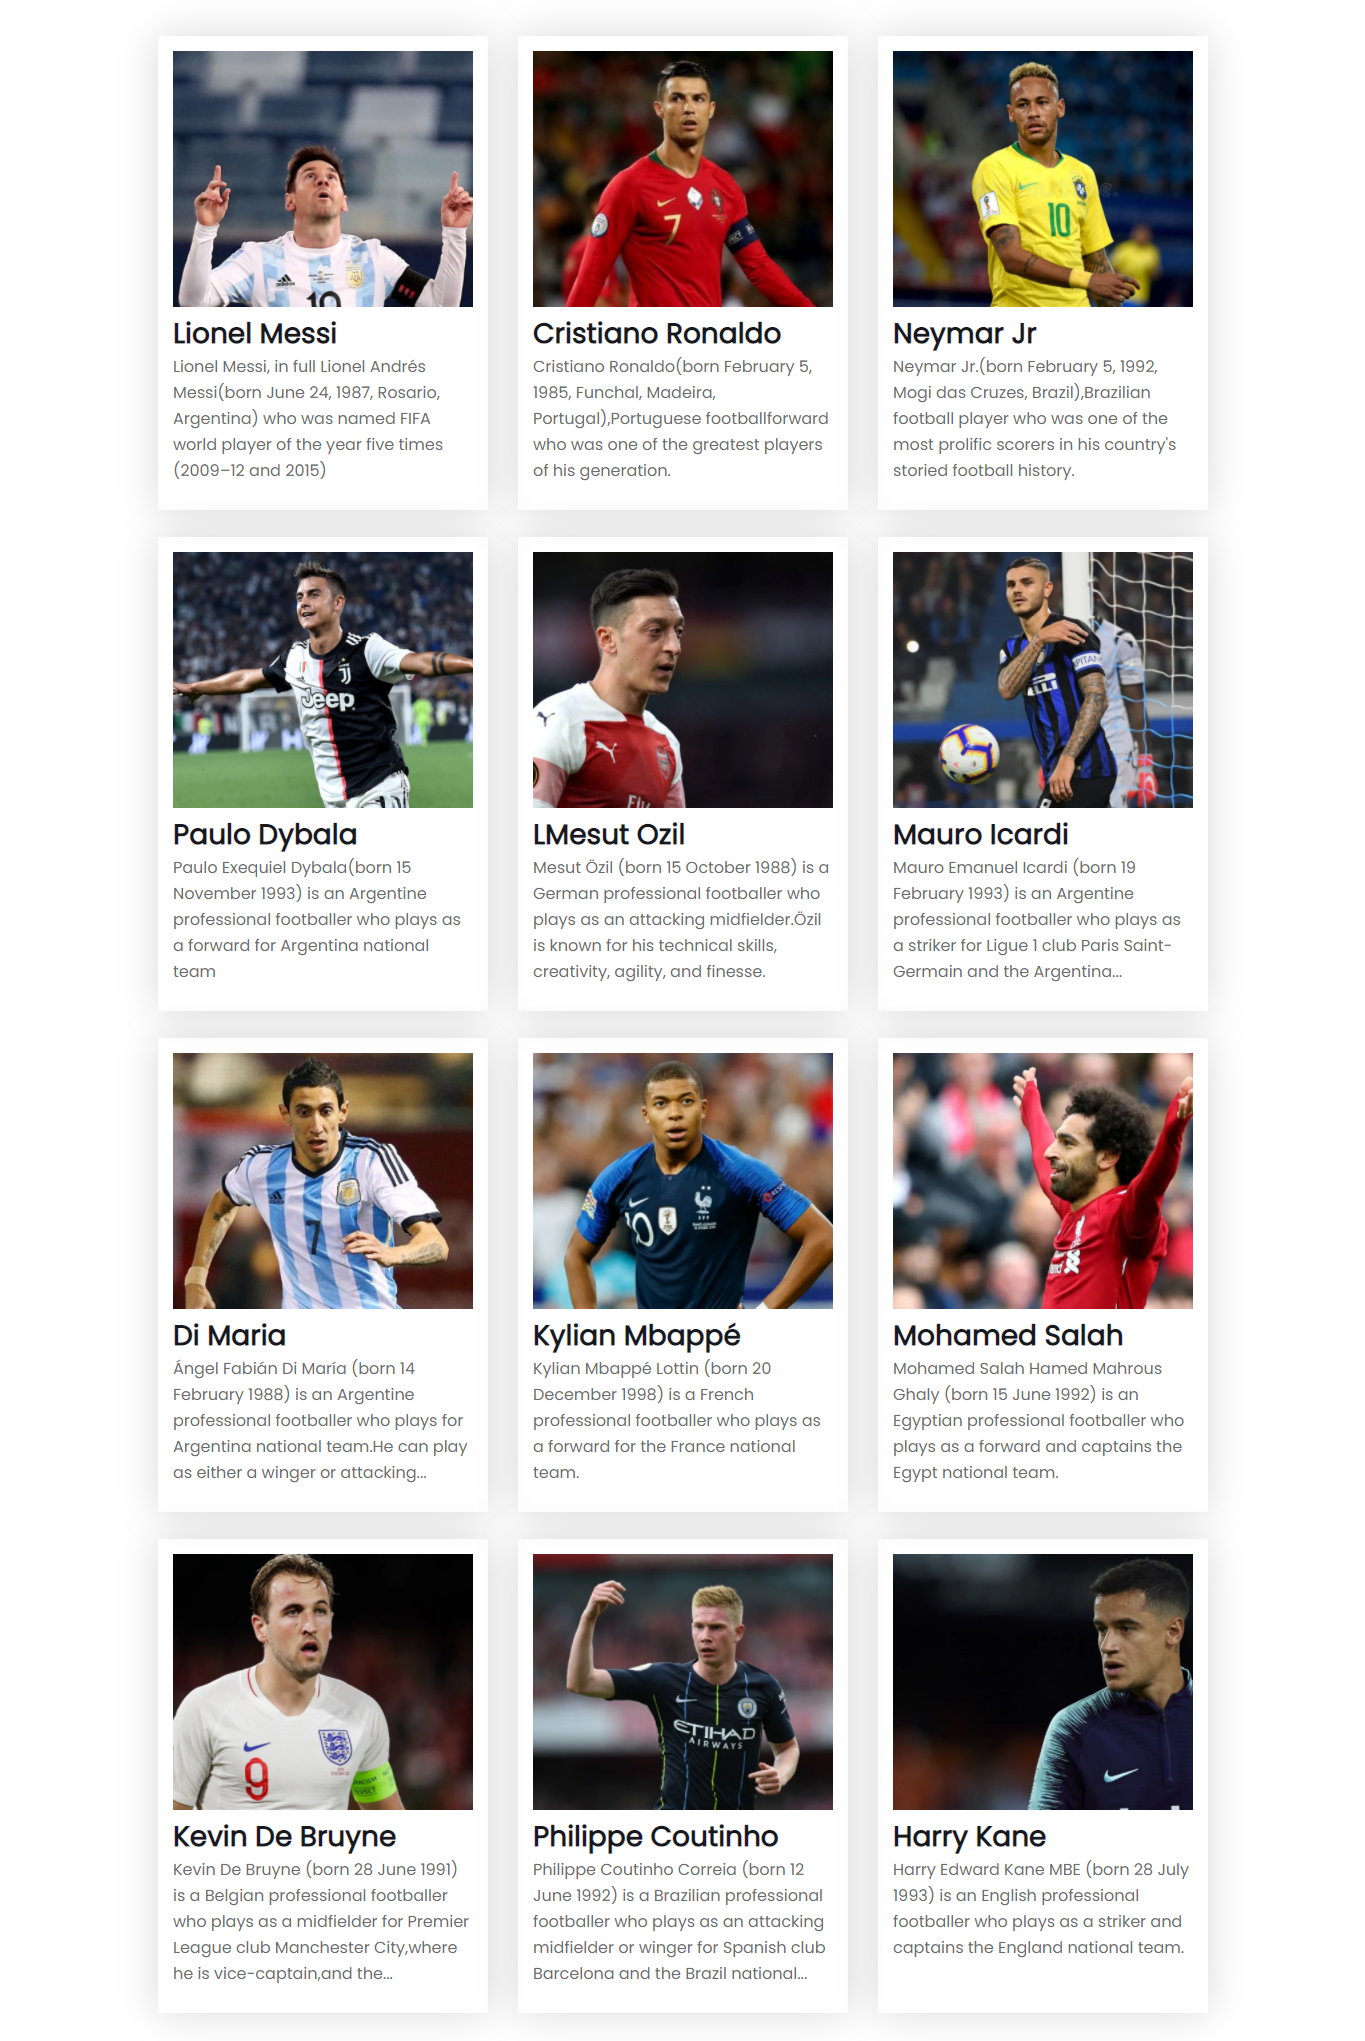 10
7
10
Lionel Messi
Lionel Messi, in full Lionel Andrés
Messi(born June 24, 1987, Rosario,
Argentina) who was named FIFA
world player of the year five times
(2009–12 and 2015)
Cristiano Ronaldo
Cristiano Ronaldo(born February 5,
1985, Funchal, Madeira,
Portugal),Portuguese footballforward
who was one of the greatest players
of his generation.
Neymar Jr
Neymar Jr.(born February 5, 1992,
Mogi das Cruzes, Brazil),Brazilian
football player who was one of the
most prolific scorers in his country's
storied football history.
Jeep
Paulo Dybala
Paulo Exequiel Dybala(born 15
November 1993) is an Argentine
professional footballer who plays as
a forward for Argentina national
team
LMesut Ozil
Mesut Özil (born 15 October 1988) is a
German professional footballer who
plays as an attacking midfielder.Özil
is known for his technical skills,
creativity, agility, and finesse.
Mauro Icardi
Mauro Emanuel Icardi (born 19
February 1993) is an Argentine
professional footballer who plays as
a striker for Ligue 1 club Paris Saint-
Germain and the Argentina...
7
10
Di Maria
Ángel Fabián Di María (born 14
February 1988) is an Argentine
professional footballer who plays for
Argentina national team.He can play
as either a winger or attacking...
Kylian Mbappé
Kylian Mbappé Lottin (born 20
December 1998) is a French
professional footballer who plays as
a forward for the France national
team.
Mohamed Salah
Mohamed Salah Hamed Mahrous
Ghaly (born 15 June 1992) is an
Egyptian professional footballer who
plays as a forward and captains the
Egypt national team.
9
ETIHAD
AIRWAYS
Kevin De Bruyne
Kevin De Bruyne (born 28 June 1991)
is a Belgian professional footballer
who plays as a midfielder for Premier
League club Manchester City,where
he is vice-captain,and the...
Philippe Coutinho
Philippe Coutinho Correia (born 12
June 1992) is a Brazilian professional
footballer who plays as an attacking
midfielder or winger for Spanish club
Barcelona and the Brazil national...
Harry Kane
Harry Edward Kane MBE (born 28 July
1993) is an English professional
footballer who plays as a striker and
captains the England national team.